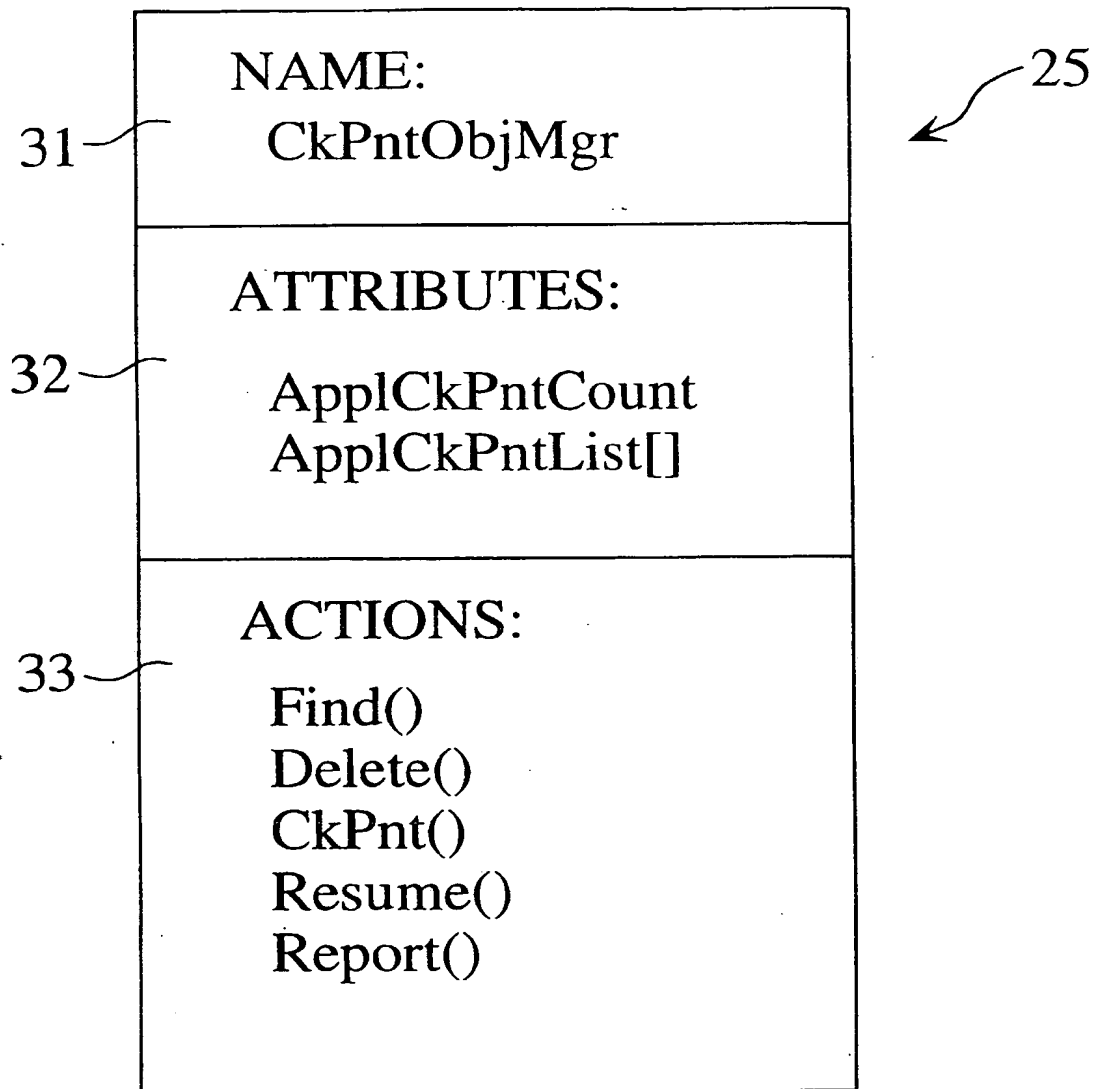 NAME:
CkPntObjMgr
25
31
ATTRIBUTES:
32
ApplCkPntCount
ApplCkPntList[]
ACTIONS:
33
Find()
Delete()
CkPnt()
Resume()
Report()